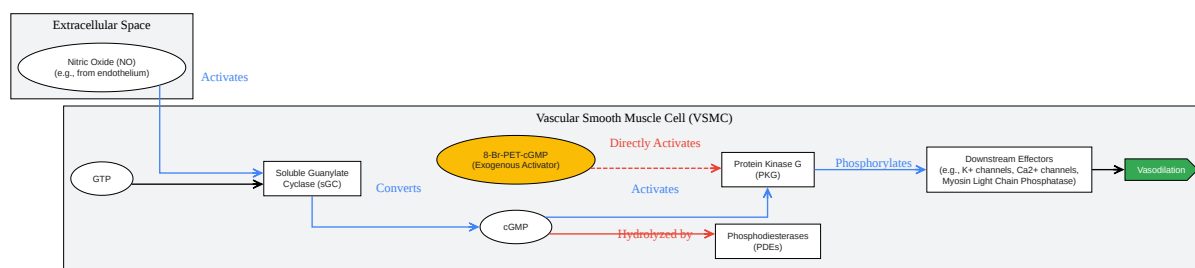 Extracellular Space
Nitric Oxide (NO)
(e.g., from endothelium)
Activates
Vascular Smooth Muscle Cell (VSMC)
8-Br-PET-cGMP
(Exogenous Activator)
Directly Activates
GTP
Soluble Guanylate
Cyclase (sGC)
Converts
Protein Kinase G
(PKG)
Phosphorylates
Downstream Effectors
(e.g., K+ channels, Ca2+ channels,
Myosin Light Chain Phosphatase)
Vasodilation
Activates
cGMP
Hydrolyzed by
Phosphodiesterases
(PDEs)